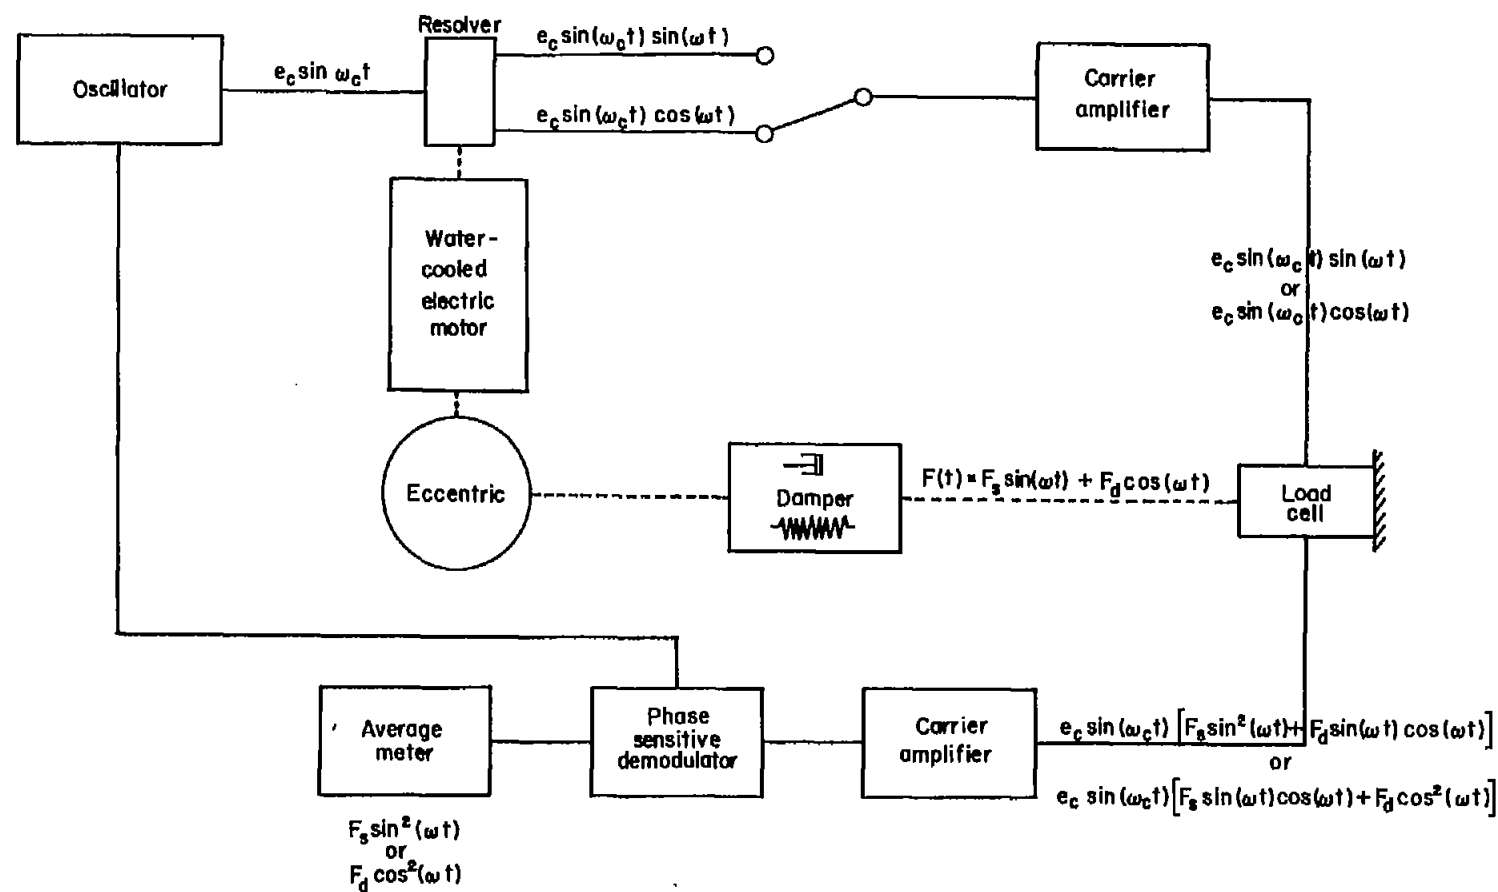 Resolver
Oscillator
e_c sin ω_c t
e_c sin(ω_c t) sin(ωt)
e_c sin(ω_c t) cos(ωt)
Carrier
amplifier
Water-
cooled
electric
motor
e_c sin(ω_c t) sin(ωt)
or
e_c sin(ω_c t) cos(ωt)
Eccentric
Damper
F(t) = F_s sin(ωt) + F_d cos(ωt)
Load
cell
Average
meter
Phase
sensitive
demodulator
Carrier
amplifier
e_c sin(ω_c t) [F_s sin²(ωt) + F_d sin(ωt) cos(ωt)]
or
e_c sin(ω_c t) [F_s sin(ωt) cos(ωt) + F_d cos²(ωt)]
F_s sin²(ωt)
or
F_d cos²(ωt)